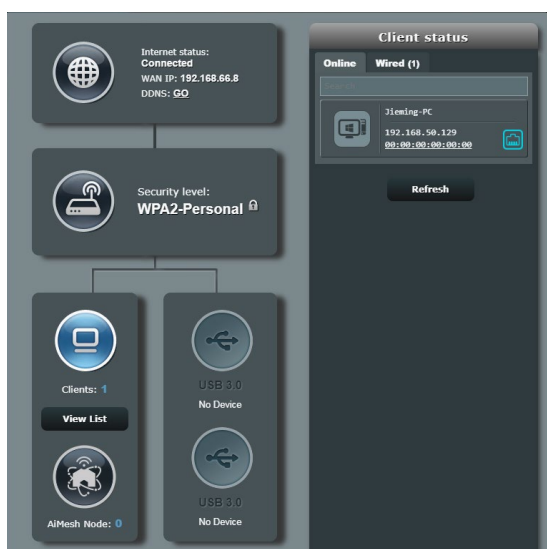 Internet status:
Connected
WAN IP: 192.168.66.8
DDNS: GO
Security level:
WPA2-Personal
Clients: 1
View List
AiMesh Node: 0
USB 3.0
No Device
USB 3.0
No Device
Client status
Online Wired (1)
Search
Jieming-PC
192.168.50.129
00:00:00:00:00:00
Refresh